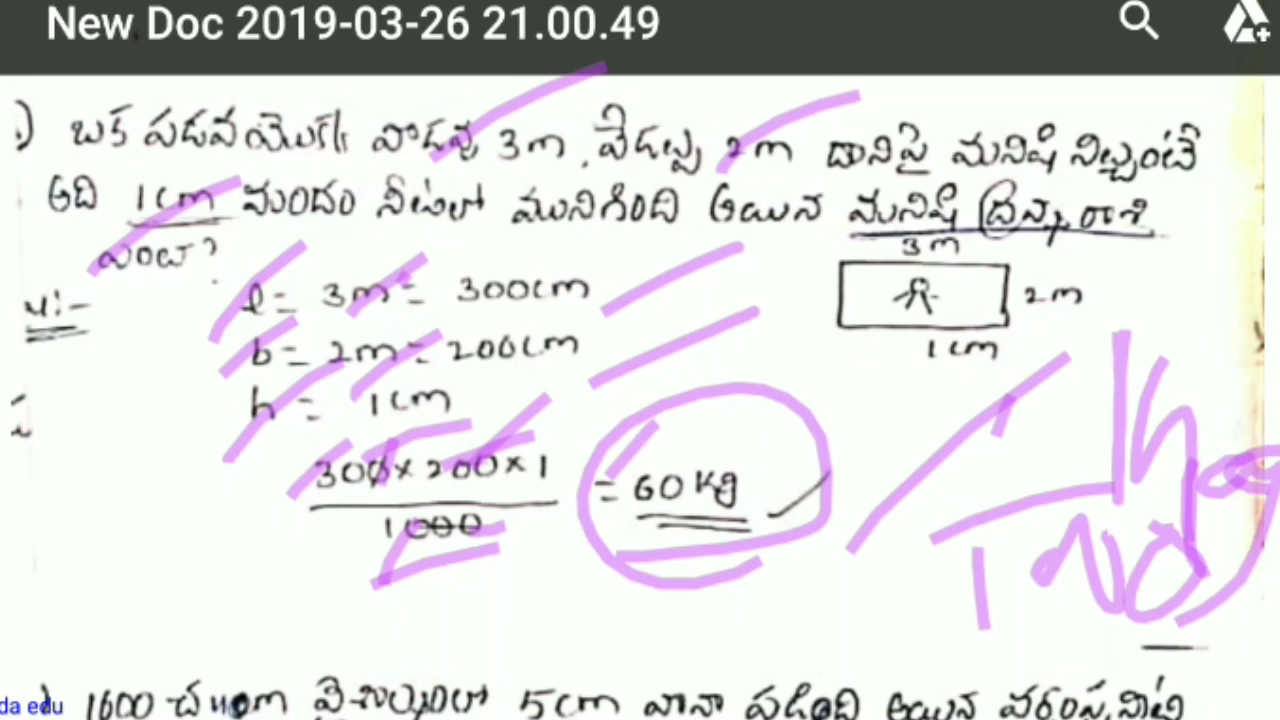 New Doc 2019-03-26 21.00.49
.) ఒక పడవయొక్క పొడవు 3m, వెడల్పు 2m దానిపై మనిషి నిల్చుంటే
అది 1cm మందం నీటిలో మునిగింది అయిన మనిషి ద్రవ్యరాశి
ఎంత?
3m
l = 3m = 300cm
2m
b = 2m = 200cm
1cm
h = 1cm
300 × 200 × 1
1000
= 60 Kg
da edu
) 1600 చ 5cm వాన పడింది అయిన వర్షపునీటి